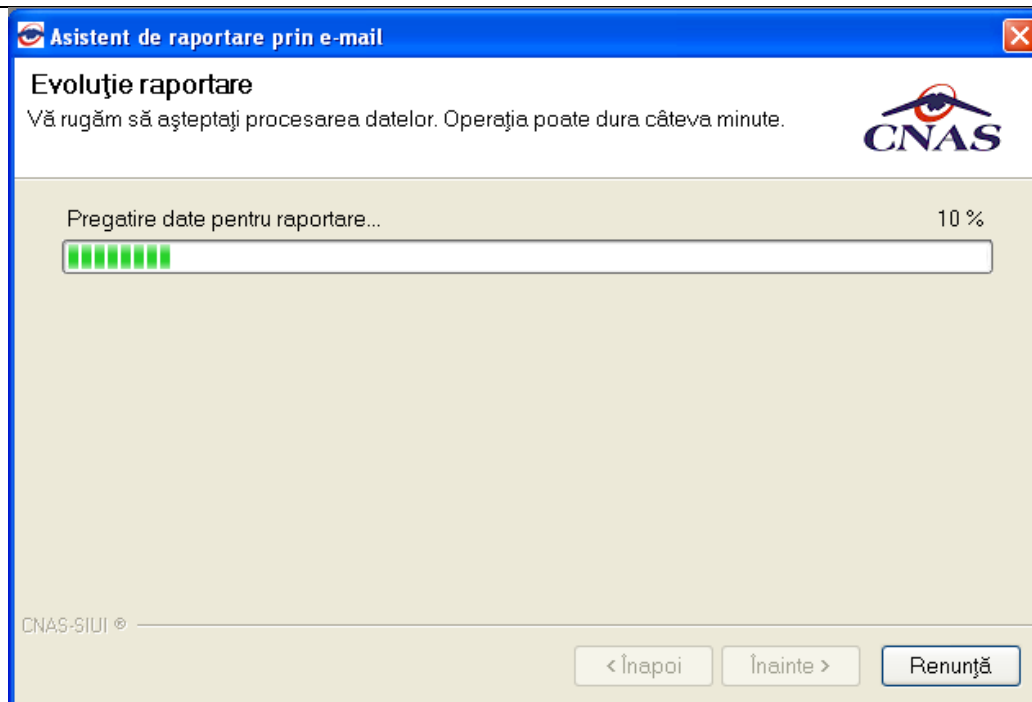 Asistent de raportare prin e-mail
Evoluţie raportare
Vă rugăm să aşteptaţi procesarea datelor. Operaţia poate dura câteva minute.
CNAS
Pregatire date pentru raportare... 10 %
CNAS-SIUI ®
< Înapoi Înainte > Renunţă